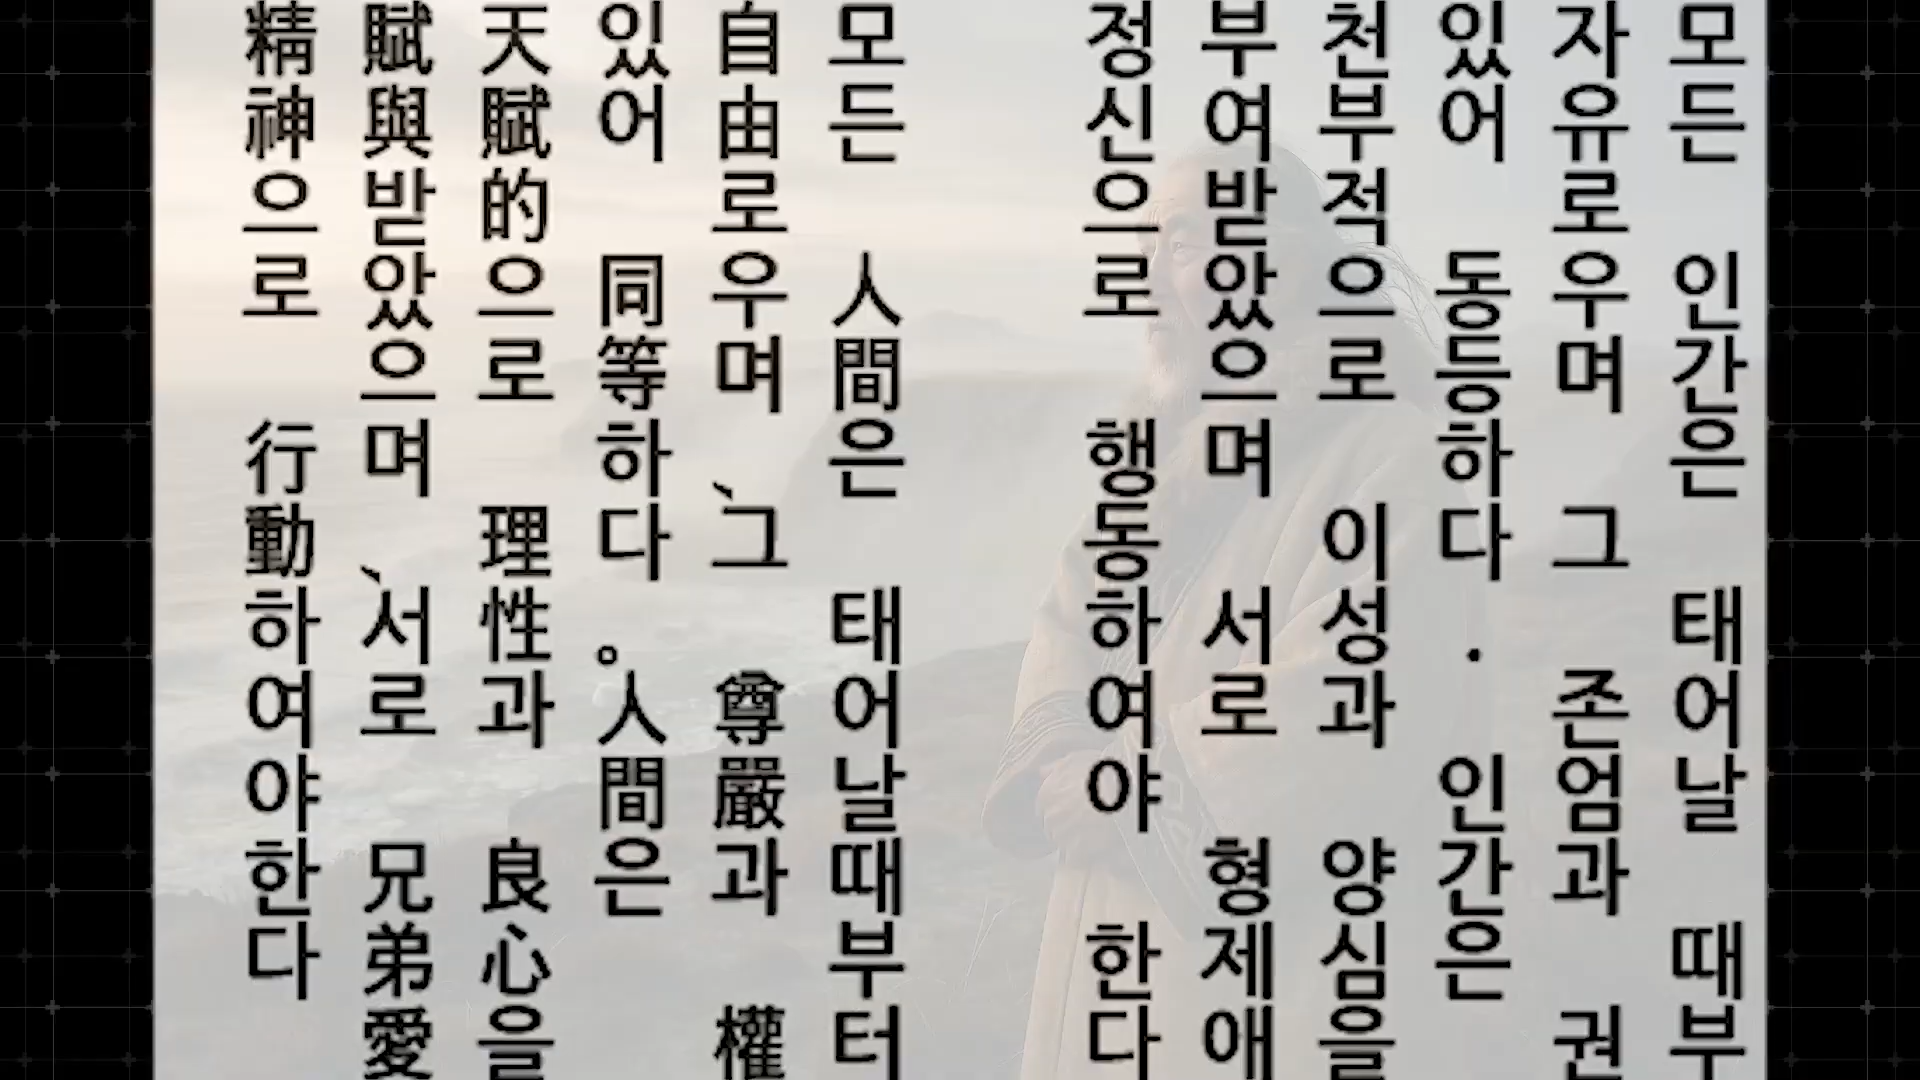 모든 인간은 태어날 때부
자유로우며 그 존엄과 권
있어 동등하다. 인간은
천부적으로 이성과 양심을
부여받았으며 서로 형제애
정신으로 행동하여야 한다
모든 人間은 태어날때부터
自由로우며、그 尊嚴과 權
있어 同等하다。人間은
天賦的으로 理性과 良心을
賦與받았으며、서로 兄弟愛
精神으로 行動하여야한다